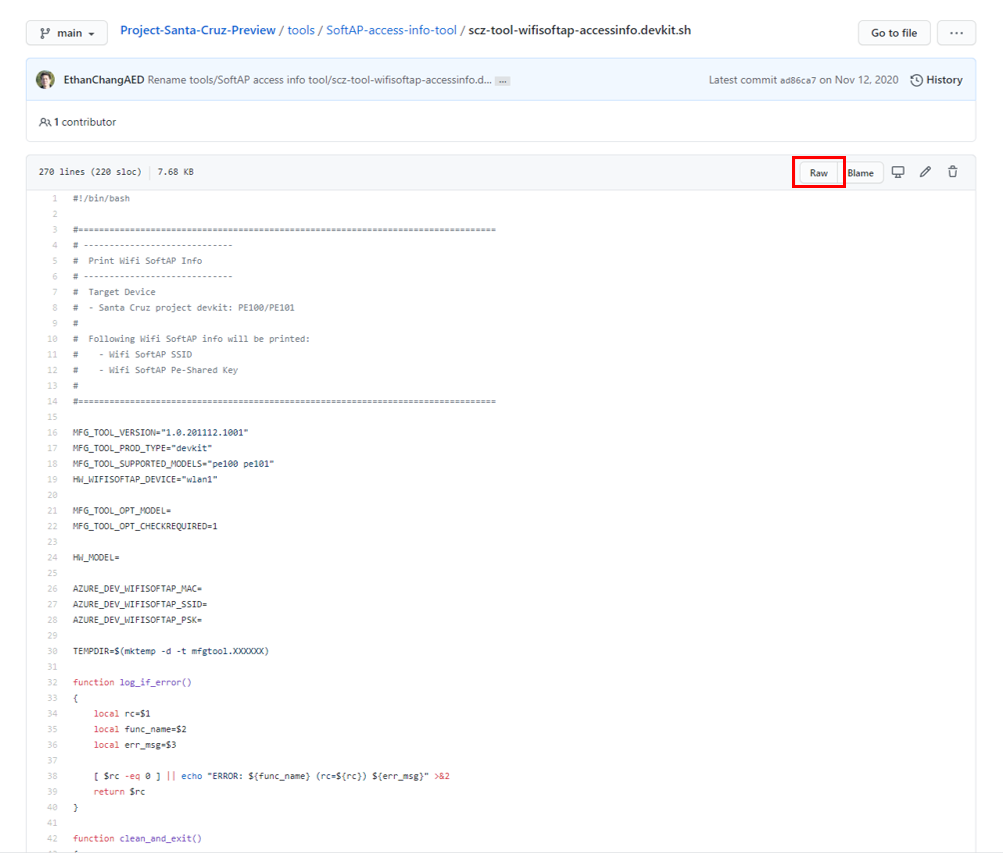 main
Project-Santa-Cruz-Preview / tools / SoftAP-access-info-tool / scz-tool-wifisoftap-accessinfo.devkit.sh
Go to file
...
EthanChangAED Rename tools/SoftAP access info tool/scz-tool-wifisoftap-accessinfo.d... ...
Latest commit ad86ca7 on Nov 12, 2020
History
1 contributor
270 lines (220 sloc) 7.68 KB
Raw
Blame
1 #!/bin/bash
2
3 #=================================================================================
4 # -----------------------------
5 #  Print Wifi SoftAP Info
6 # -----------------------------
7 #  Target Device
8 #  - Santa Cruz project devkit: PE100/PE101
9 #
10 #  Following Wifi SoftAP info will be printed:
11 #    - Wifi SoftAP SSID
12 #    - Wifi SoftAP Pe-Shared Key
13 #
14 #=================================================================================
15
16 MFG_TOOL_VERSION="1.0.201112.1001"
17 MFG_TOOL_PROD_TYPE="devkit"
18 MFG_TOOL_SUPPORTED_MODELS="pe100 pe101"
19 HW_WIFISOFTAP_DEVICE="wlan1"
20
21 MFG_TOOL_OPT_MODEL=
22 MFG_TOOL_OPT_CHECKREQUIRED=1
23
24 HW_MODEL=
25
26 AZURE_DEV_WIFISOFTAP_MAC=
27 AZURE_DEV_WIFISOFTAP_SSID=
28 AZURE_DEV_WIFISOFTAP_PSK=
29
30 TEMPDIR=$(mktemp -d -t mfgtool.XXXXXX)
31
32 function log_if_error()
33 {
34     local rc=$1
35     local func_name=$2
36     local err_msg=$3
37
38     [ $rc -eq 0 ] || echo "ERROR: ${func_name} (rc=${rc}) ${err_msg}" >&2
39     return $rc
40 }
41
42 function clean_and_exit()